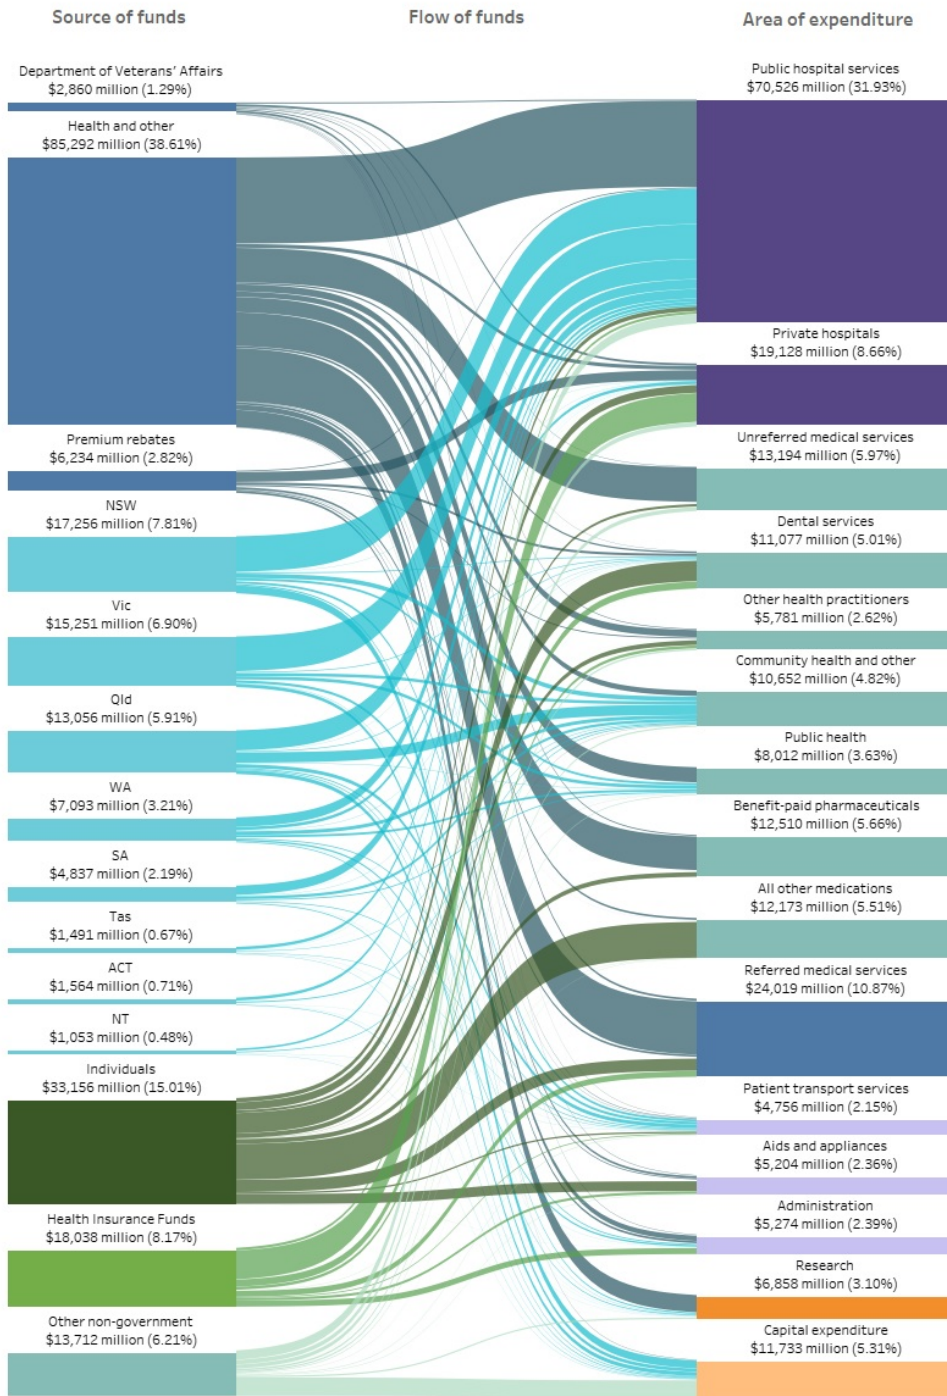 Source of funds
Flow of funds
Area of expenditure
Department of Veterans' Affairs
$2,860 million (1.29%)
Health and other
$85,292 million (38.61%)
Premium rebates
$6,234 million (2.82%)
NSW
$17,256 million (7.81%)
Vic
$15,251 million (6.90%)
Qld
$13,056 million (5.91%)
WA
$7,093 million (3.21%)
SA
$4,837 million (2.19%)
Tas
$1,491 million (0.67%)
ACT
$1,564 million (0.71%)
NT
$1,053 million (0.48%)
Individuals
$33,156 million (15.01%)
Health Insurance Funds
$18,038 million (8.17%)
Other non-government
$13,712 million (6.21%)
Public hospital services
$70,526 million (31.93%)
Private hospitals
$19,128 million (8.66%)
Unreferred medical services
$13,194 million (5.97%)
Dental services
$11,077 million (5.01%)
Other health practitioners
$5,781 million (2.62%)
Community health and other
$10,652 million (4.82%)
Public health
$8,012 million (3.63%)
Benefit-paid pharmaceuticals
$12,510 million (5.66%)
All other medications
$12,173 million (5.51%)
Referred medical services
$24,019 million (10.87%)
Patient transport services
$4,756 million (2.15%)
Aids and appliances
$5,204 million (2.36%)
Administration
$5,274 million (2.39%)
Research
$6,858 million (3.10%)
Capital expenditure
$11,733 million (5.31%)